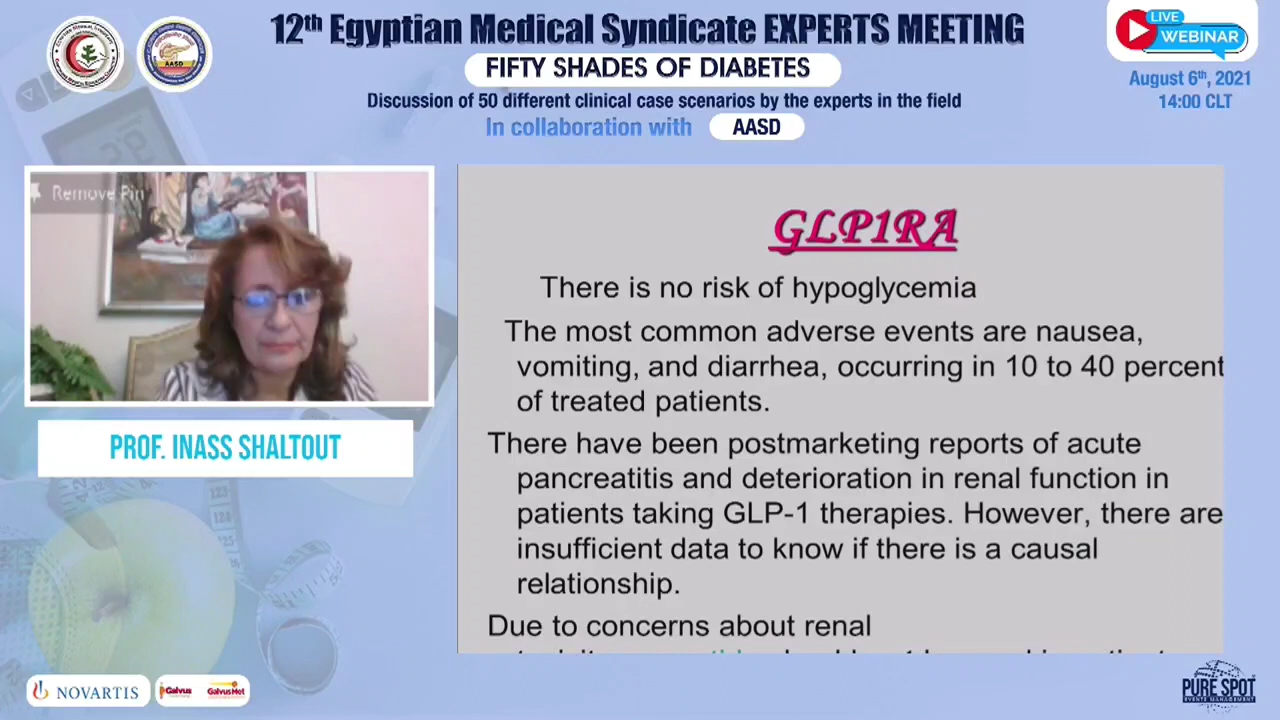 12th Egyptian Medical Syndicate EXPERTS MEETING
FIFTY SHADES OF DIABETES
Discussion of 50 different clinical case scenarios by the experts in the field
In collaboration with AASD
LIVE
WEBINAR
August 6th, 2021
14:00 CLT
AASD
Remove Pin
PROF. INASS SHALTOUT
GLP1RA
There is no risk of hypoglycemia
The most common adverse events are nausea,
vomiting, and diarrhea, occurring in 10 to 40 percent
of treated patients.
There have been postmarketing reports of acute
pancreatitis and deterioration in renal function in
patients taking GLP-1 therapies. However, there are
insufficient data to know if there is a causal
relationship.
Due to concerns about renal
NOVARTIS
Galvus
GalvusMet
PURE SPOT
EVENTS MANAGEMENT